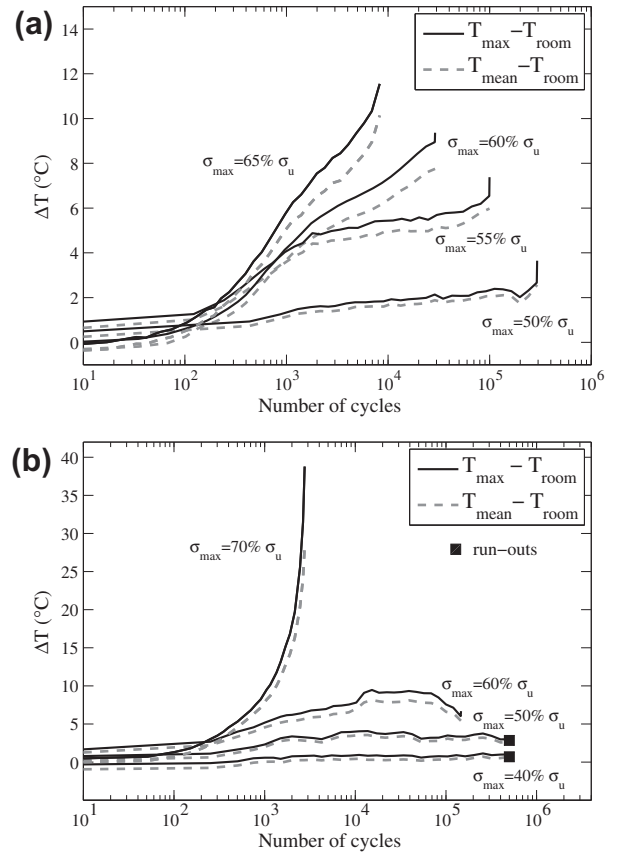 (a)
14
12
10
8
6
4
2
0
ΔT (°C)
T_max − T_room
T_mean − T_room
σ_max=65% σ_u
σ_max=60% σ_u
σ_max=55% σ_u
σ_max=50% σ_u
10^1 10^2 10^3 10^4 10^5 10^6
Number of cycles
(b)
40
35
30
25
20
15
10
5
0
ΔT (°C)
T_max − T_room
T_mean − T_room
run−outs
σ_max=70% σ_u
σ_max=60% σ_u
σ_max=50% σ_u
σ_max=40% σ_u
10^1 10^2 10^3 10^4 10^5 10^6
Number of cycles